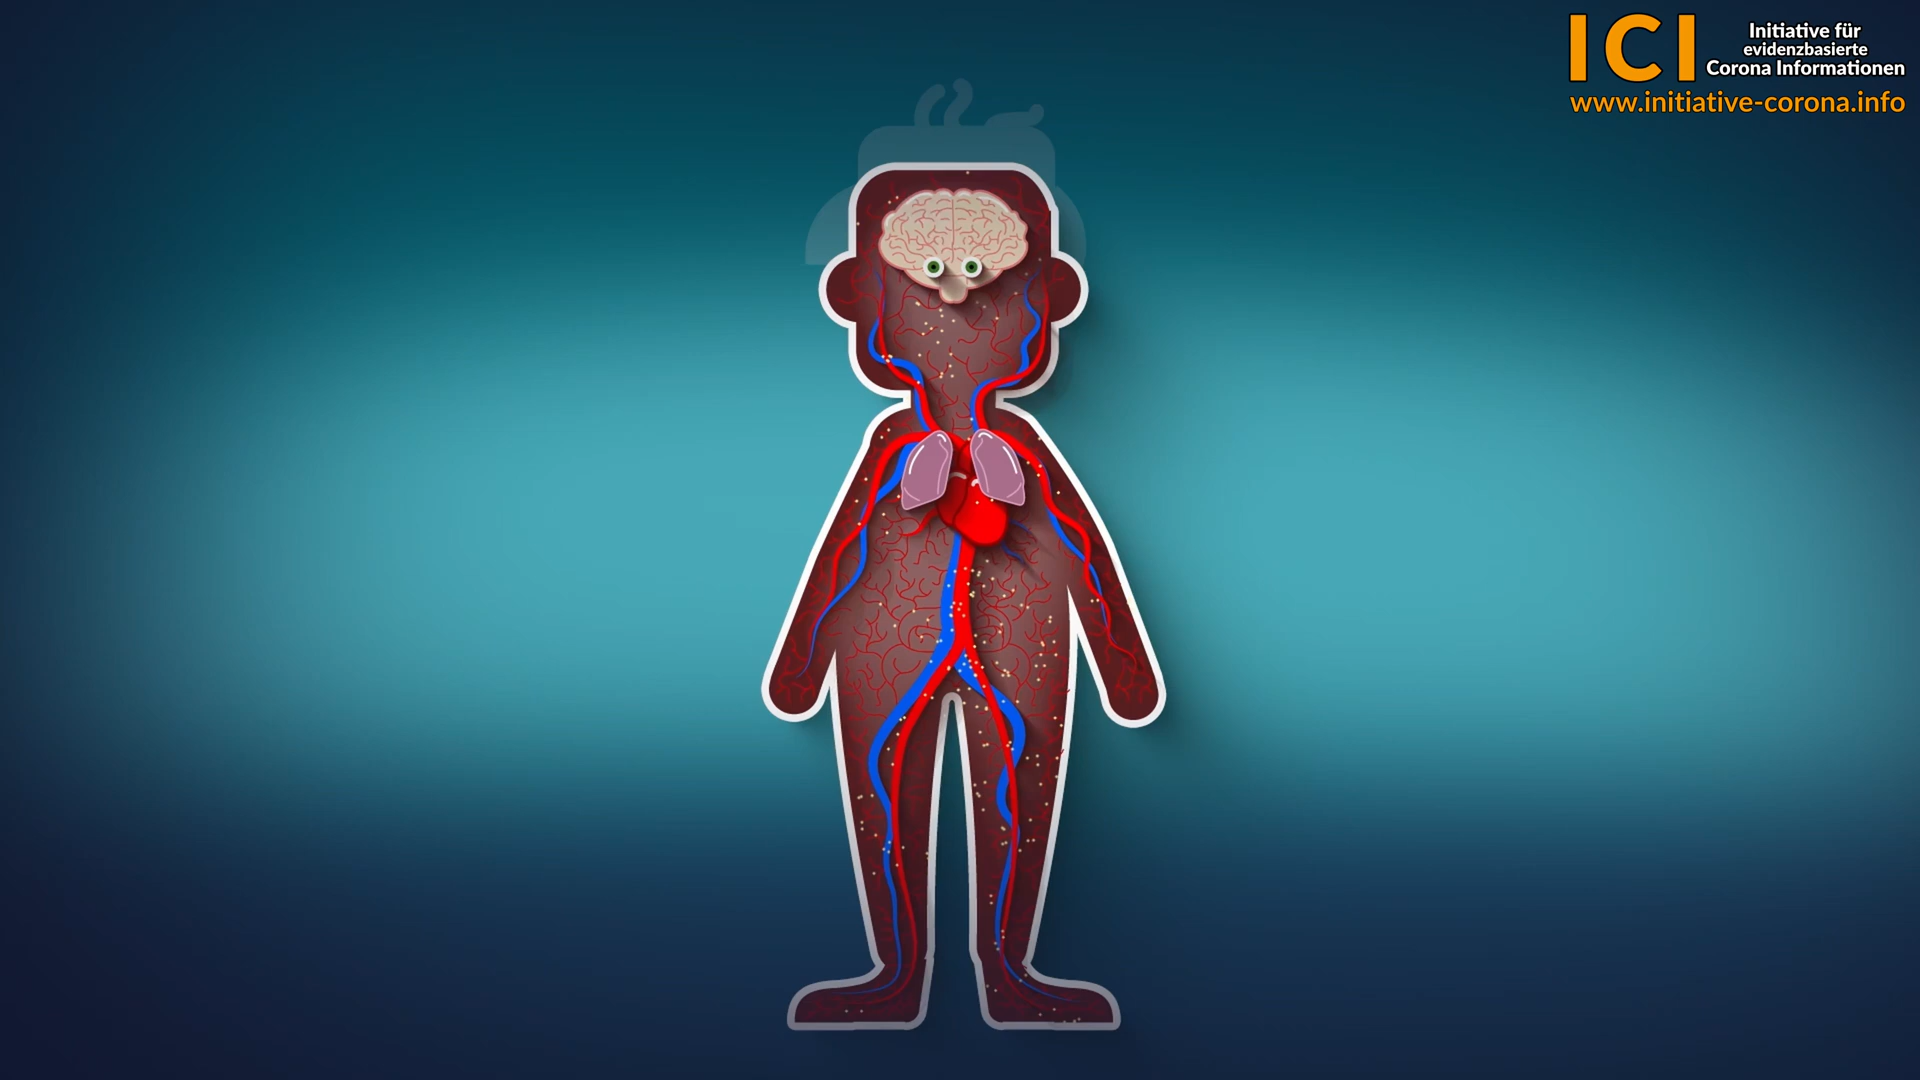 ICI
Initiative für
evidenzbasierte
Corona Informationen
www.initiative-corona.info